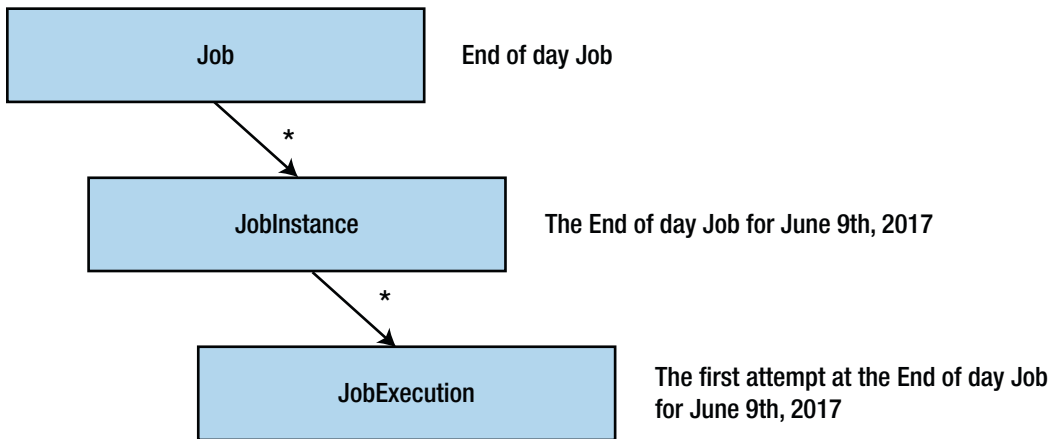 Job
End of day Job
*
JobInstance
The End of day Job for June 9th, 2017
*
JobExecution
The first attempt at the End of day Job
for June 9th, 2017